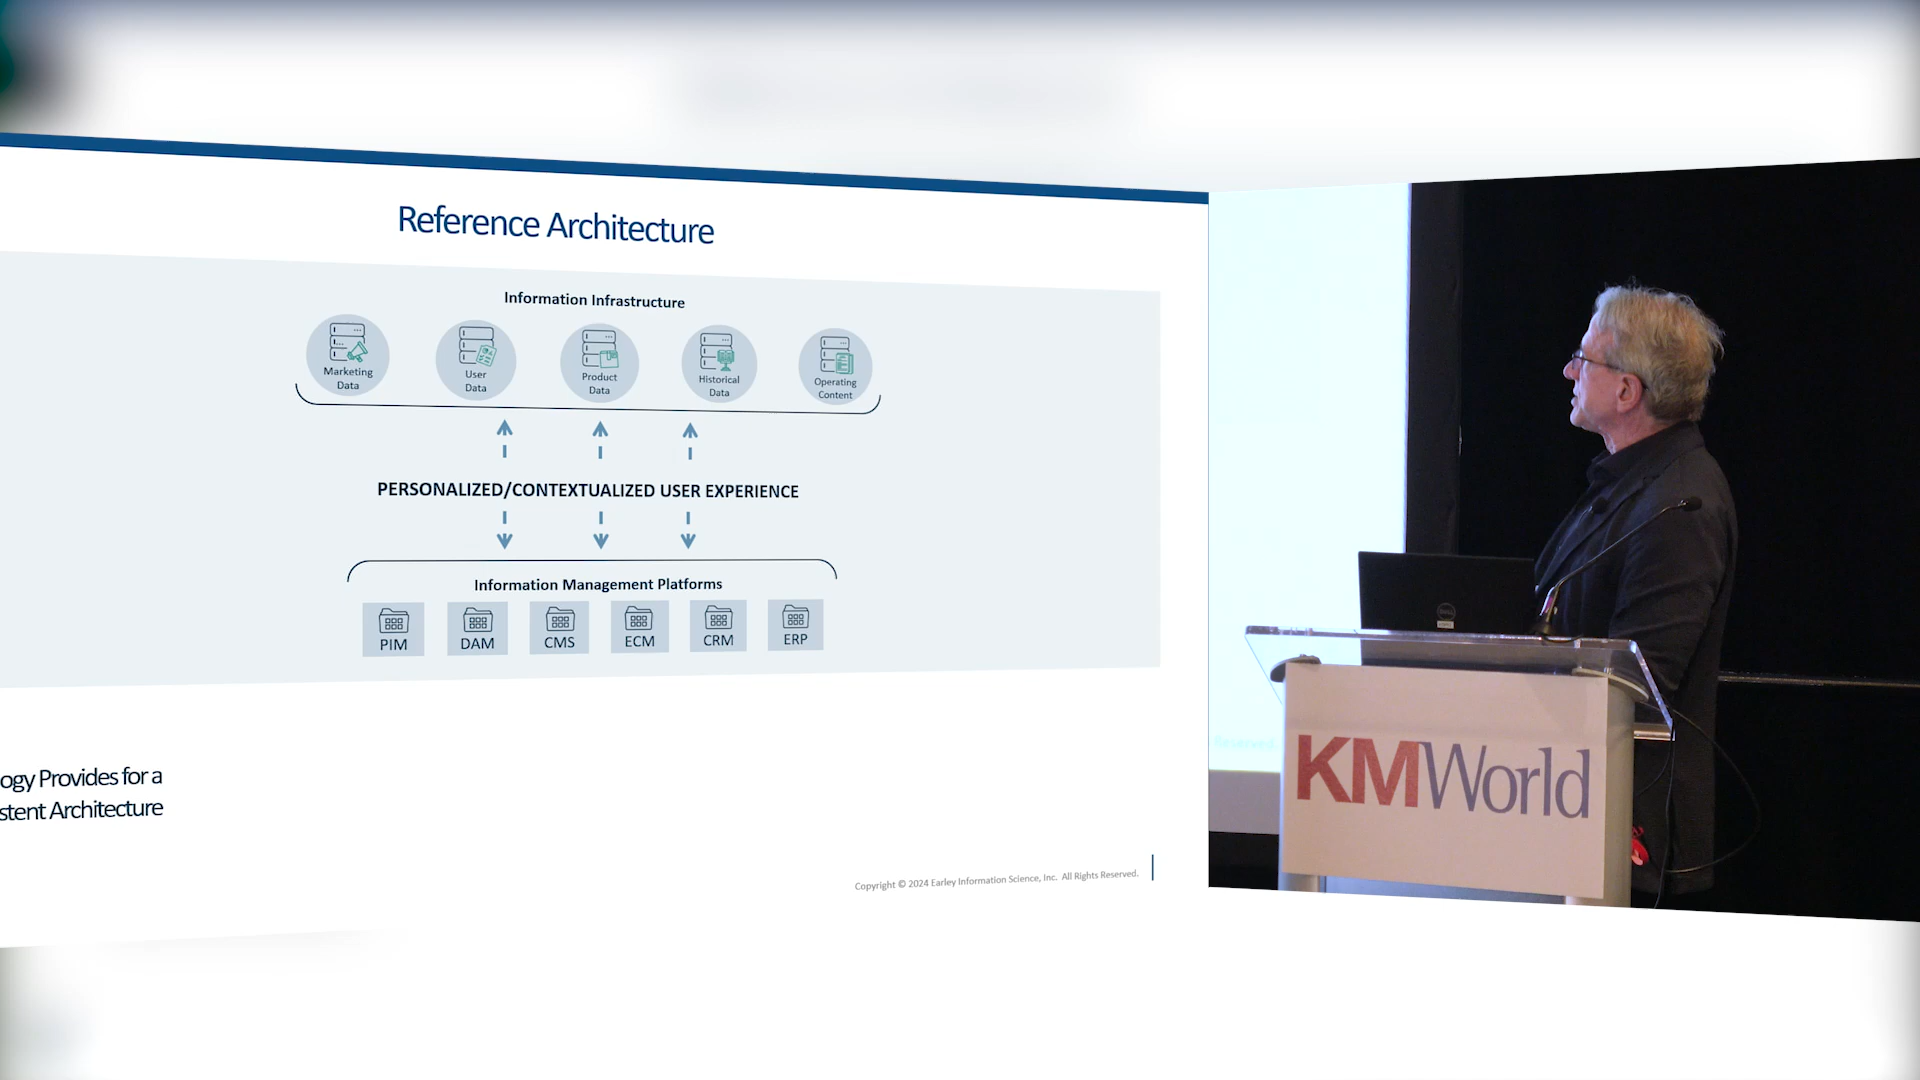 Reference Architecture
Information Infrastructure
Marketing
Data
User
Data
Product
Data
Historical
Data
Operating
Content
PERSONALIZED/CONTEXTUALIZED USER EXPERIENCE
Information Management Platforms
PIM
DAM
CMS
ECM
CRM
ERP
ogy Provides for a
stent Architecture
Copyright © 2024 Earley Information Science, Inc. All Rights Reserved.
Reserved.
DELL
KMWorld